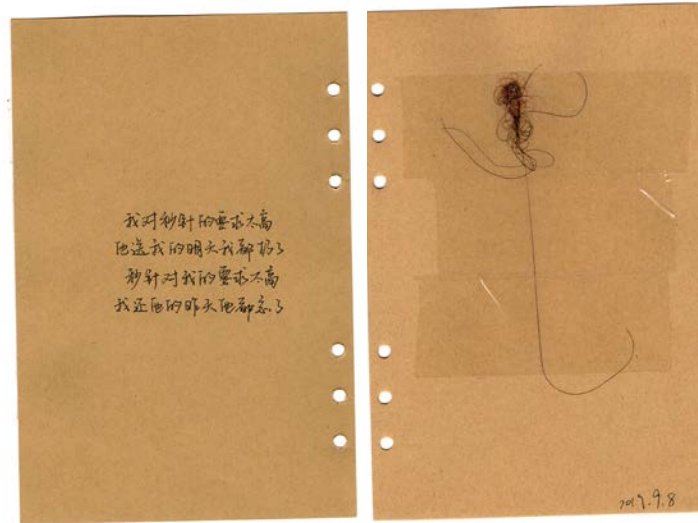 我对秒针的要求不高
他送我的明天我都扔了
秒针对我的要求不高
我还他的昨天他都忘了
2019.9.8